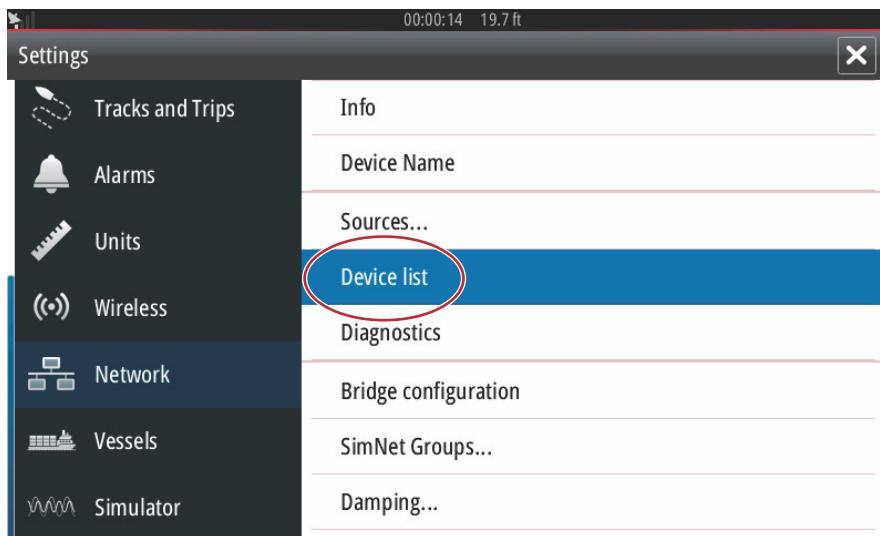 00:00:14 19.7 ft
Settings
Tracks and Trips
Alarms
Units
Wireless
Network
Vessels
Simulator
Info
Device Name
Sources...
Device list
Diagnostics
Bridge configuration
SimNet Groups...
Damping...